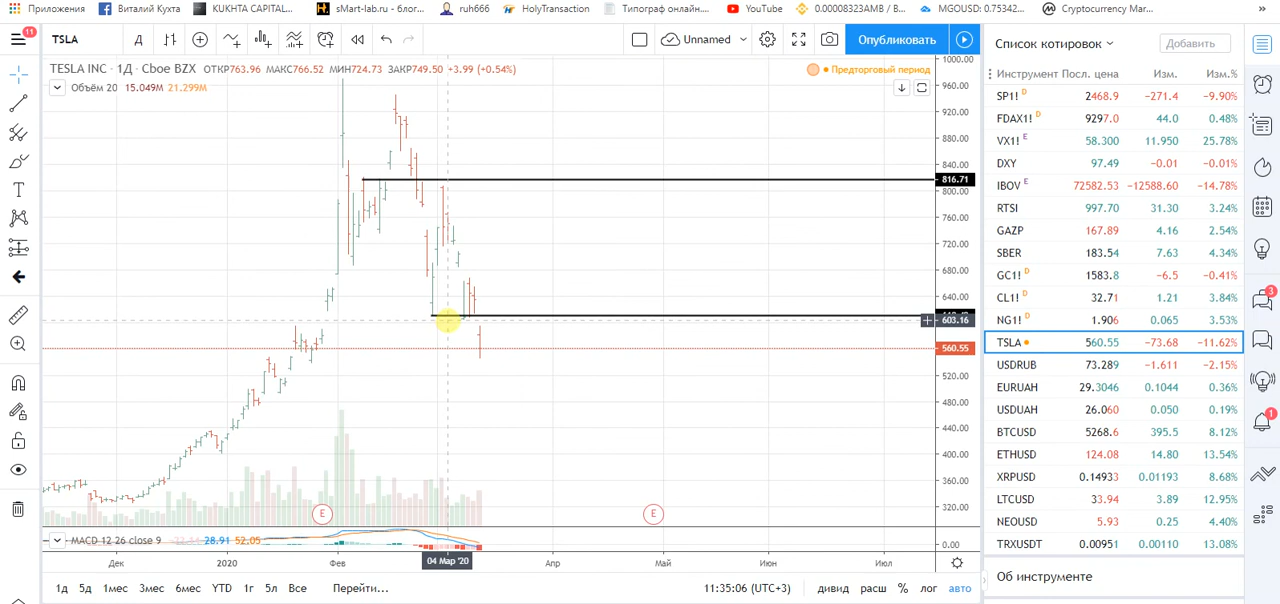 Приложения Виталий Кухта KUKHTA CAPITAL... sMart-lab.ru - блог... ruh666 HolyTransaction Типограф онлайн.... YouTube 0.00008323AMB / B... MGOUSD: 0.75342... Cryptocurrency Mar... »
11 TSLA Д Unnamed Опубликовать Список котировок Добавить
TESLA INC · 1Д · Cboe BZX ОТКР763.96 МАКС766.52 МИН724.73 ЗАКР749.50 +3.99 (+0.54%) Предторговый период
Объём 20 15.049M 21.299M
Инструмент Посл. цена Изм. Изм.%
SP1! D 2468.9 −271.4 −9.90%
FDAX1! D 9297.0 44.0 0.48%
VX1! E 58.300 11.950 25.78%
DXY 97.49 −0.01 −0.01%
IBOV E 72582.53 −12588.60 −14.78%
RTSI 997.70 31.30 3.24%
GAZP 167.89 4.16 2.54%
SBER 183.54 7.63 4.34%
GC1! D 1583.8 −6.5 −0.41%
CL1! D 32.71 1.21 3.84%
NG1! D 1.906 0.065 3.53%
TSLA 560.55 −73.68 −11.62%
USDRUB 73.289 −1.611 −2.15%
EURUAH 29.3046 0.1044 0.36%
USDUAH 26.060 0.050 0.19%
BTCUSD 5268.6 395.5 8.12%
ETHUSD 124.08 14.80 13.54%
XRPUSD 0.14933 0.01193 8.68%
LTCUSD 33.94 3.89 12.95%
NEOUSD 5.93 0.25 4.40%
TRXUSDT 0.00951 0.00110 13.08%
Об инструменте
1000.00
960.00
920.00
880.00
840.00
816.71
800.00
760.00
720.00
680.00
640.00
603.16
560.55
520.00
480.00
440.00
400.00
360.00
320.00
0.00
E E
MACD 12 26 close 9 28.91 52.05
Дек 2020 Фев 04 Мар '20 Апр Май Июн Июл
1д 5д 1мес 3мес 6мес YTD 1г 5л Все Перейти... 11:35:06 (UTC+3) дивид расш % лог авто
3
1